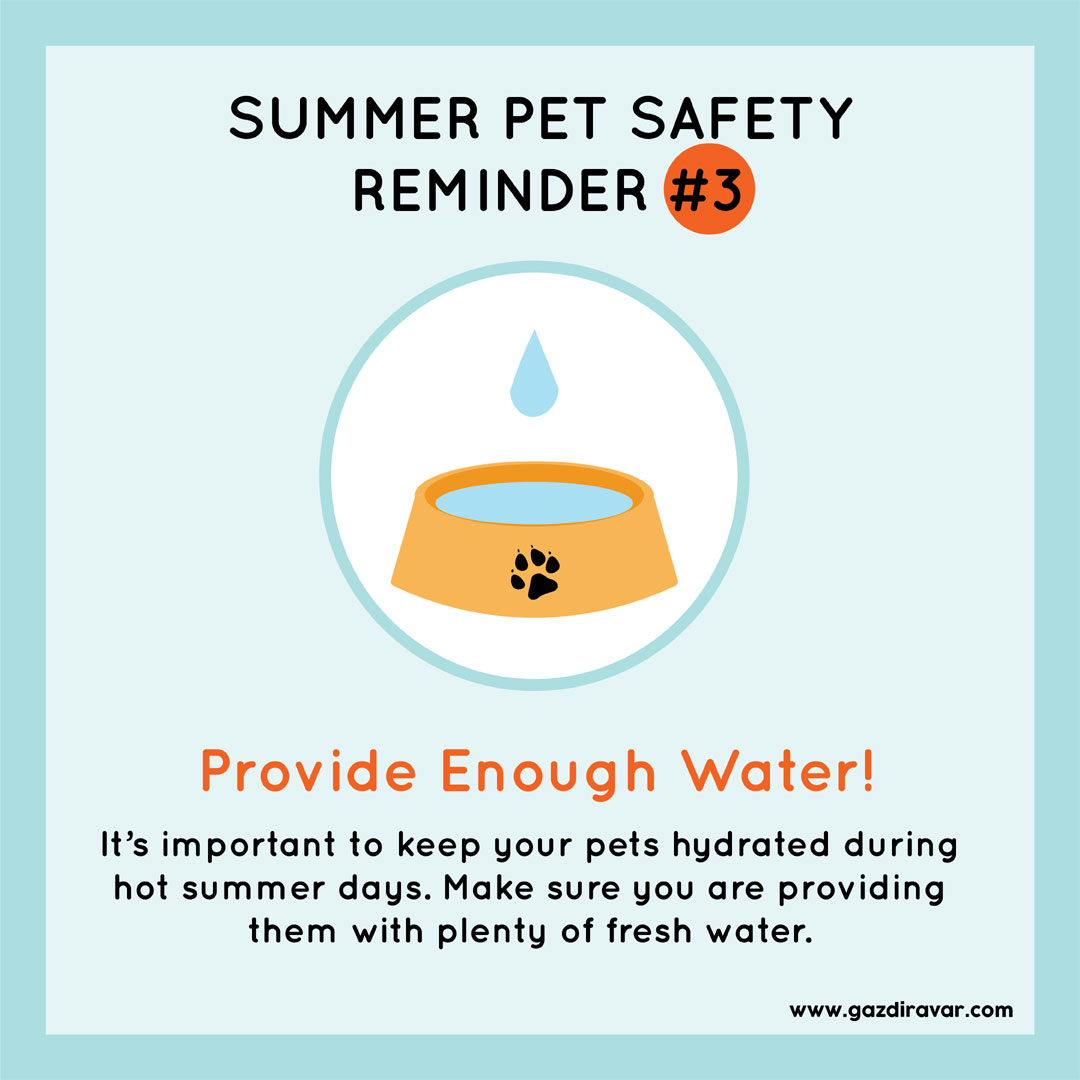 SUMMER PET SAFETY
REMINDER #3
Provide Enough Water!
It's important to keep your pets hydrated during
hot summer days. Make sure you are providing
them with plenty of fresh water.
www.gazdiravar.com